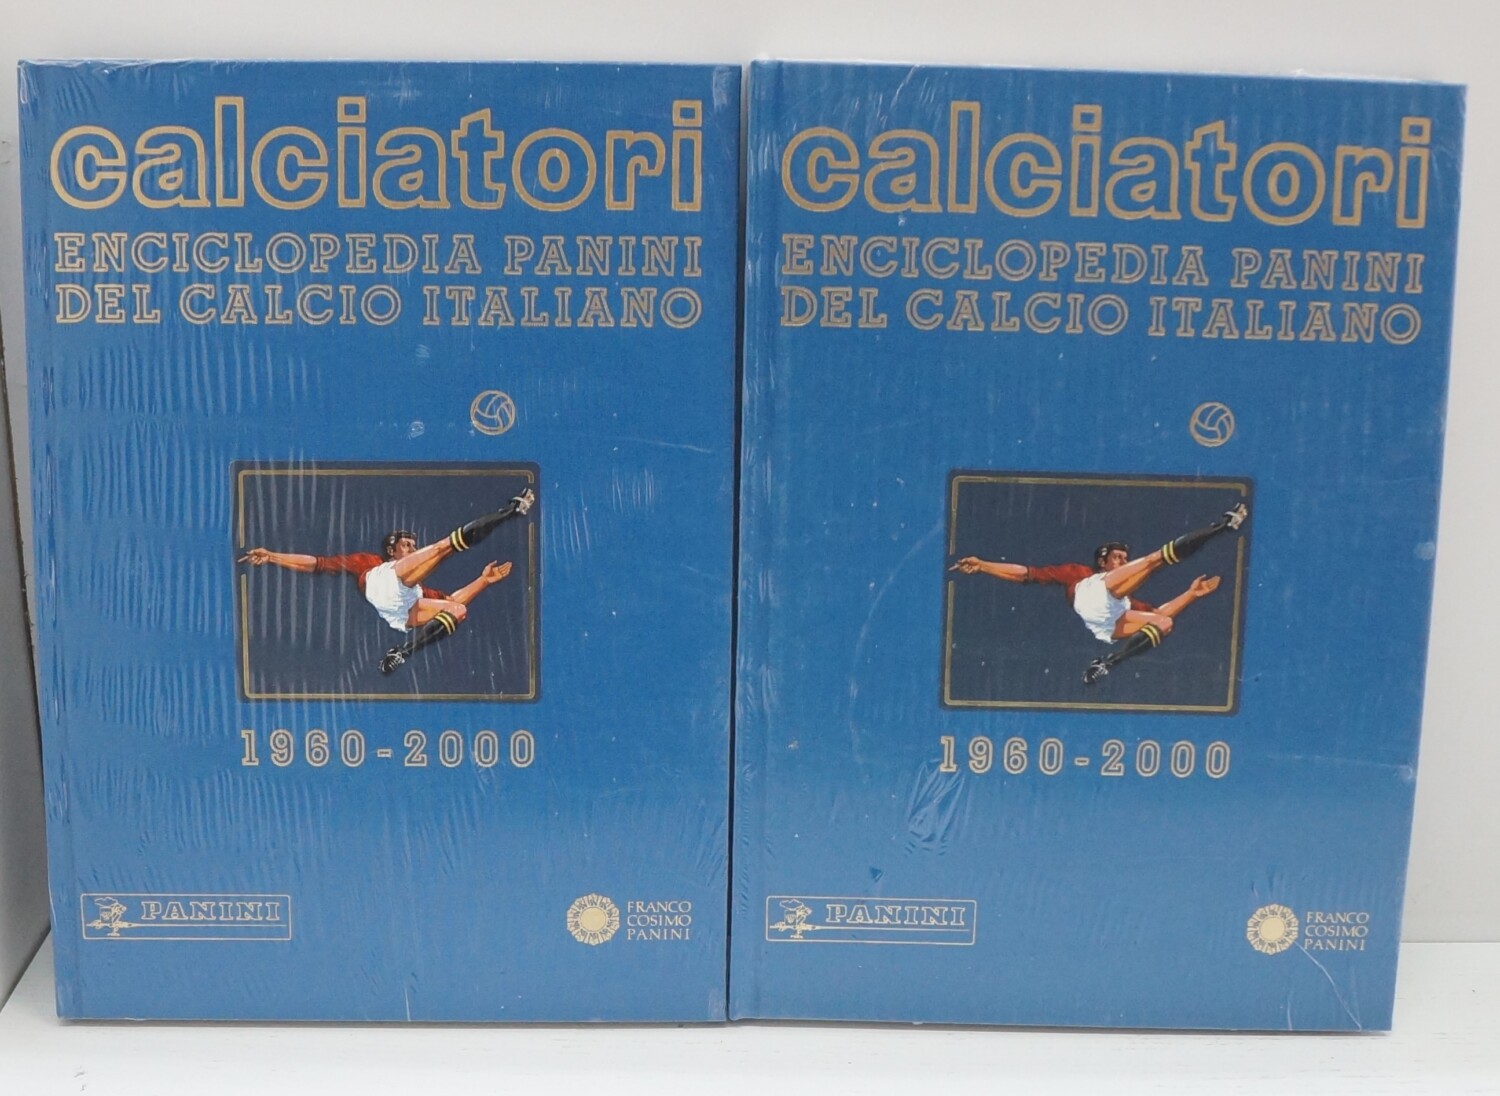 calciatori
ENCICLOPEDIA PANINI
DEL CALCIO ITALIANO
1960-2000
PANINI
FRANCO
COSIMO
PANINI
calciatori
ENCICLOPEDIA PANINI
DEL CALCIO ITALIANO
1960-2000
PANINI
FRANCO
COSIMO
PANINI